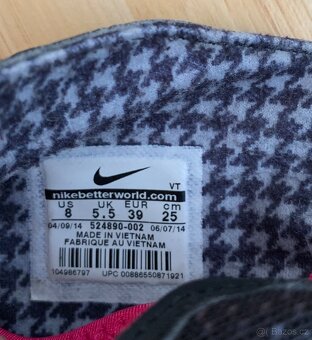 VT
nikebetterworld.com
US UK EUR cm
8 5.5 39 25
04/09/14 524890-002 06/07/14
MADE IN VIETNAM
FABRIQUE AU VIETNAM
104986797 UPC 00886550871921
© Bazos.cz